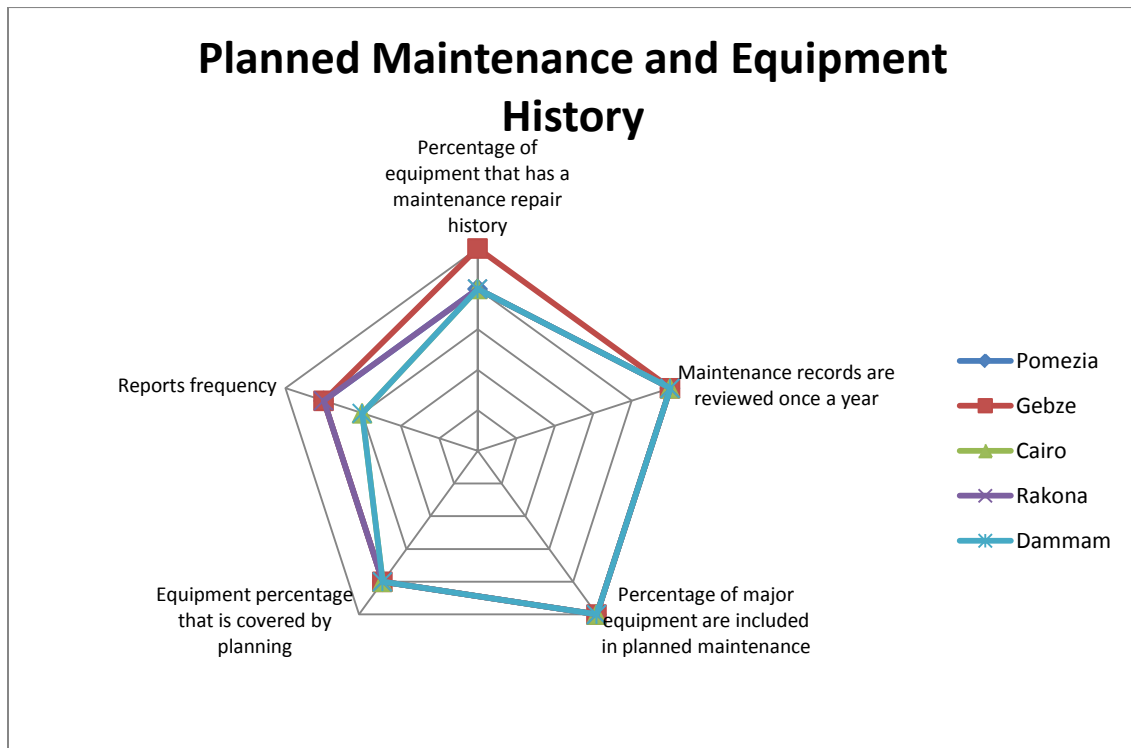 Planned Maintenance and Equipment
History
Percentage of
equipment that has a
maintenance repair
history
Maintenance records are
reviewed once a year
Percentage of major
equipment are included
in planned maintenance
Equipment percentage
that is covered by
planning
Reports frequency
Pomezia
Gebze
Cairo
Rakona
Dammam